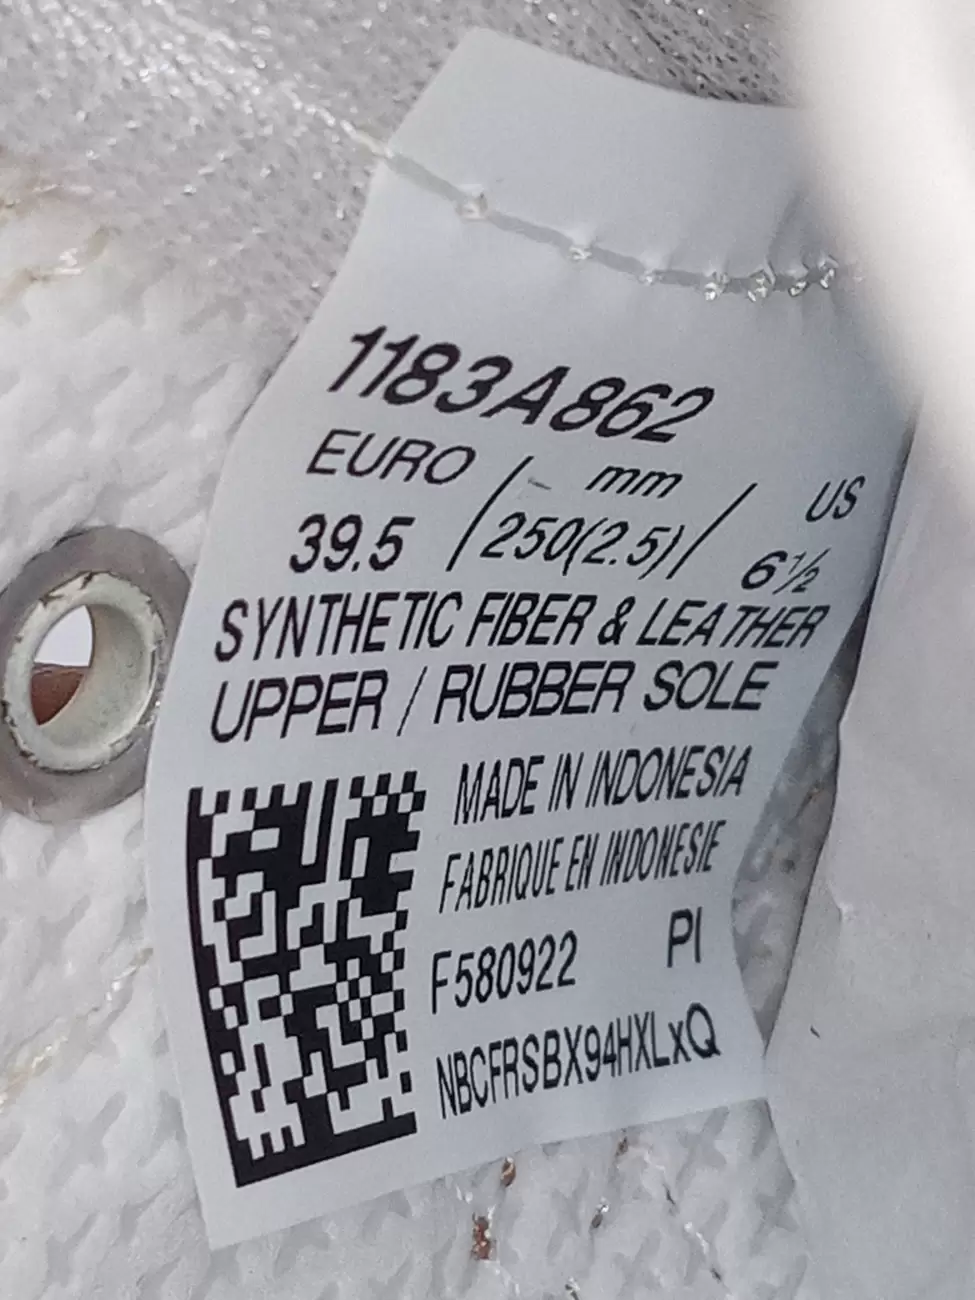 1183A862
EURO / mm / US
39.5 / 250(2.5) / 6½
SYNTHETIC FIBER & LEATHER
UPPER / RUBBER SOLE
MADE IN INDONESIA
FABRIQUE EN INDONESIE
F580922 PI
NBCFRSBX94HXLxQ